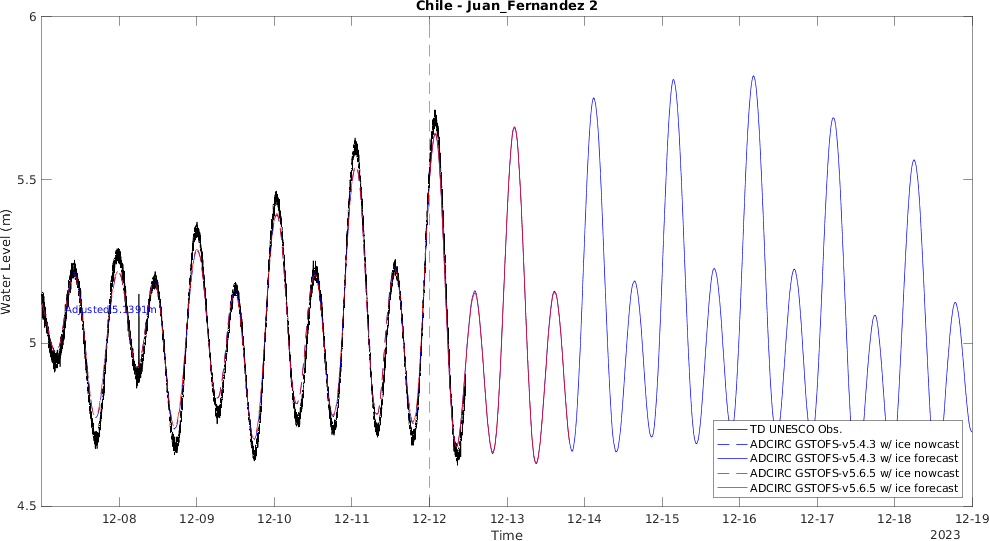 Chile - Juan_Fernandez 2
6
5.5
5
4.5
Water Level (m)
Adjusted 5.1391m
12-08 12-09 12-10 12-11 12-12 12-13 12-14 12-15 12-16 12-17 12-18 12-19
Time
2023
TD UNESCO Obs.
ADCIRC GSTOFS-v5.4.3 w/ ice nowcast
ADCIRC GSTOFS-v5.4.3 w/ ice forecast
ADCIRC GSTOFS-v5.6.5 w/ ice nowcast
ADCIRC GSTOFS-v5.6.5 w/ ice forecast